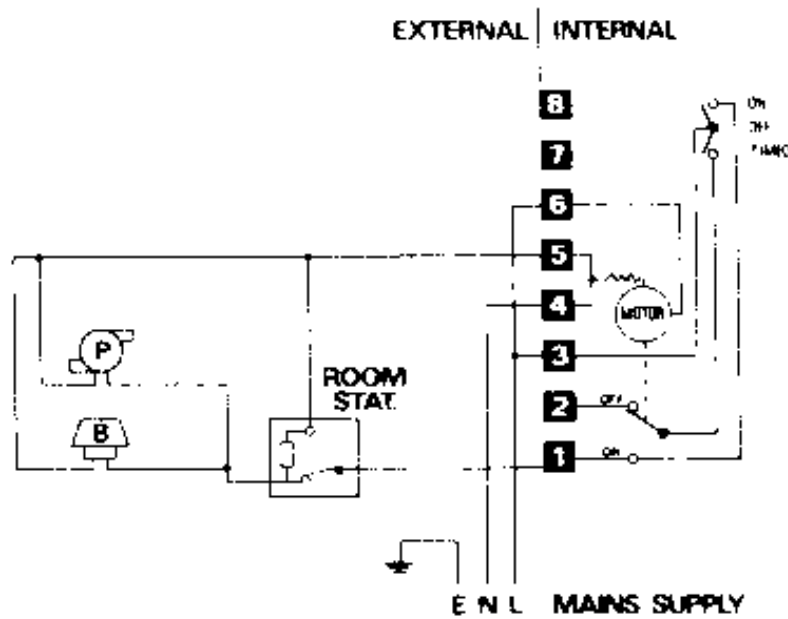 EXTERNAL INTERNAL
8
ON
OFF
7
6
5
4
MOTOR
P
3
ROOM
STAT.
2
OFF
B
1
ON
E N L MAINS SUPPLY